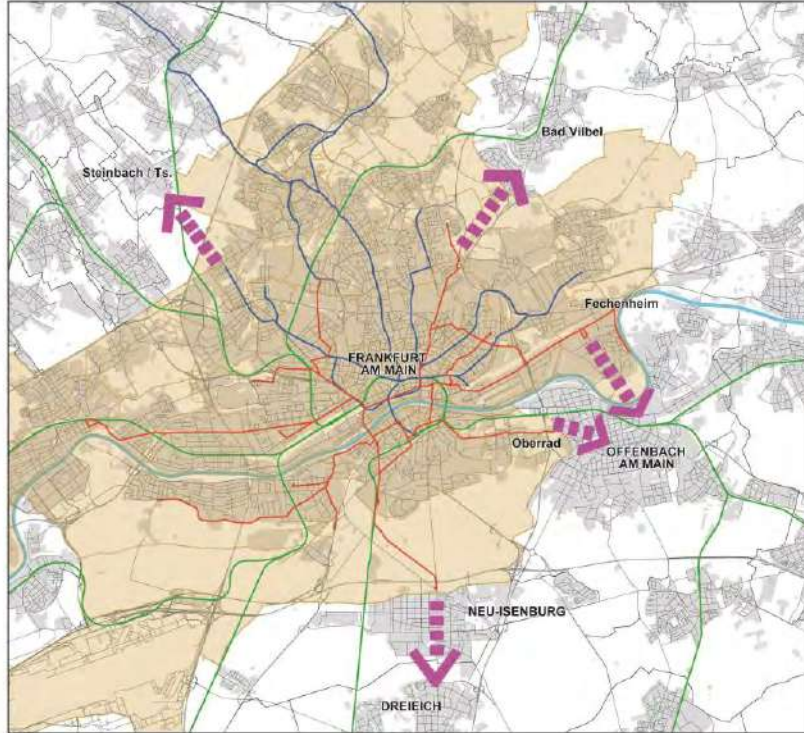 Bad Vilbel
Steinbach / Ts.
Fechenheim
FRANKFURT
AM MAIN
Oberrad
OFFENBACH
AM MAIN
NEU-ISENBURG
DREIEICH